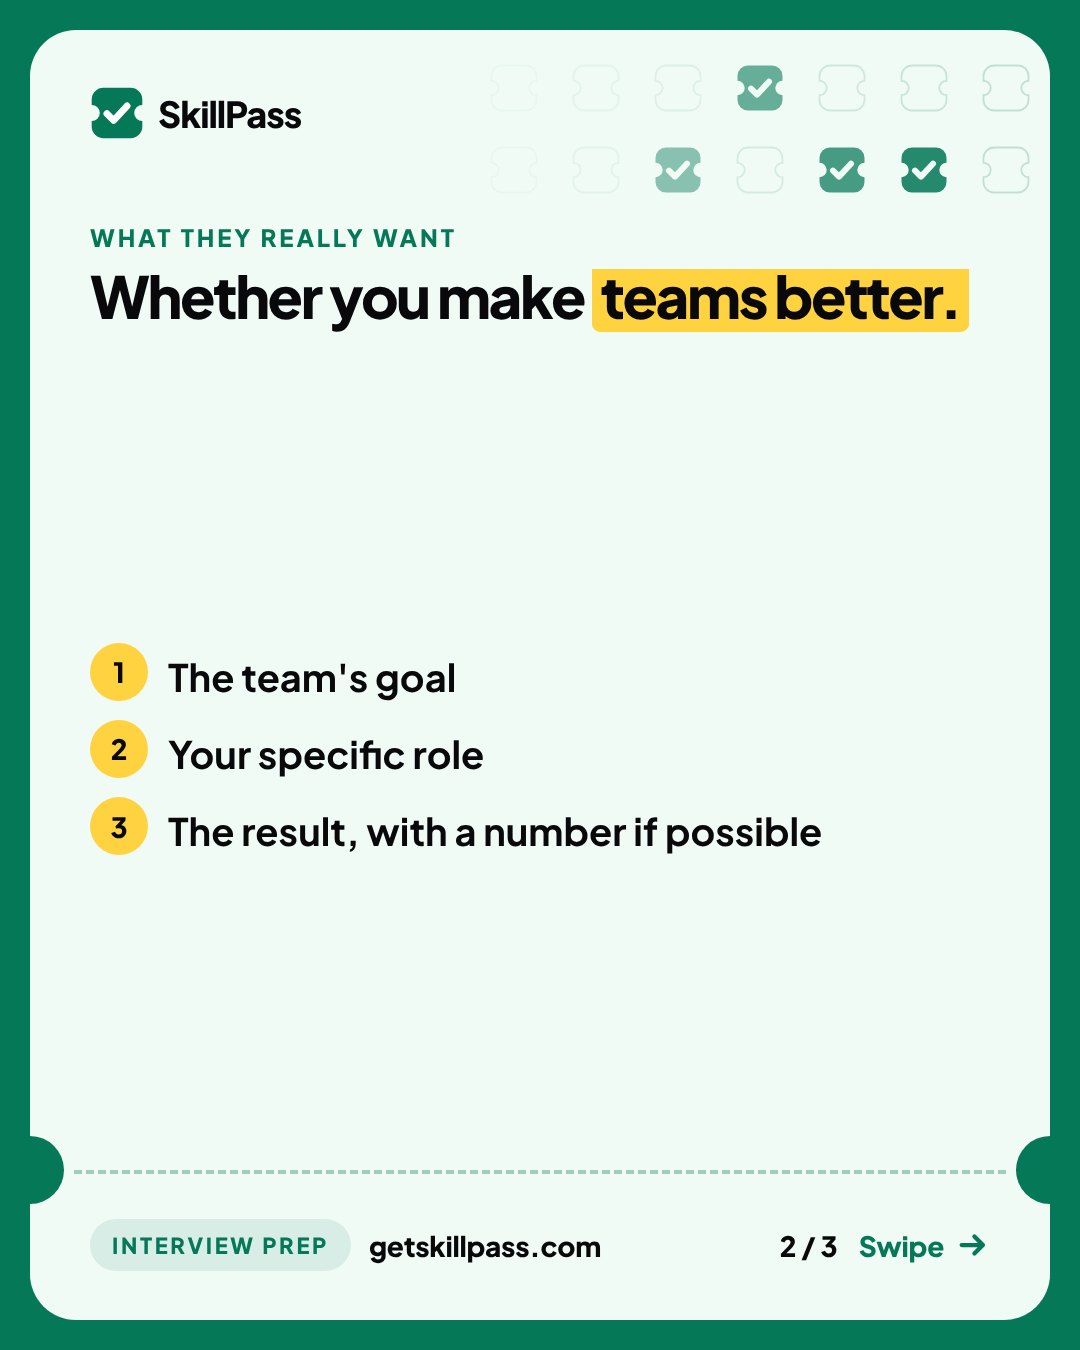 SkillPass
WHAT THEY REALLY WANT
Whether you make teams better.
1 The team's goal
2 Your specific role
3 The result, with a number if possible
INTERVIEW PREP getskillpass.com 2 / 3 Swipe →